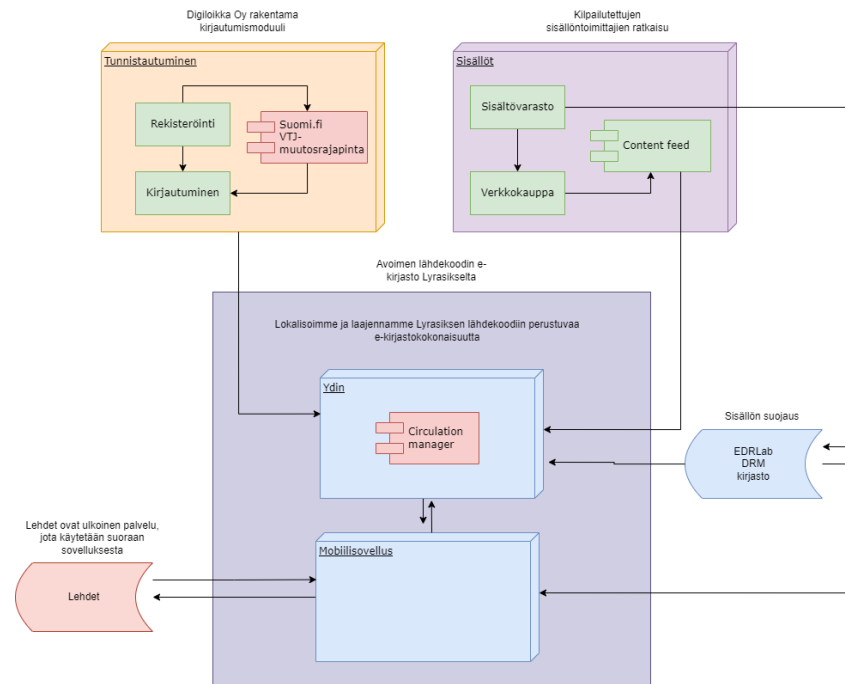 Digiloikka Oy rakentama
kirjautumismoduuli
Tunnistautuminen
Rekisteröinti
Suomi.fi
VTJ-
muutosrajapinta
Kirjautuminen
Kilpailutettujen
sisällöntoimittajien ratkaisu
Sisällöt
Sisältövarasto
Content feed
Verkkokauppa
Avoimen lähdekoodin e-
kirjasto Lyrasikselta
Lokalisoimme ja laajennamme Lyrasiksen lähdekoodiin perustuvaa
e-kirjastokokonaisuutta
Ydin
Circulation
manager
Sisällön suojaus
EDRLab
DRM
kirjasto
Lehdet ovat ulkoinen palvelu,
jota käytetään suoraan
sovelluksesta
Lehdet
Mobiilisovellus